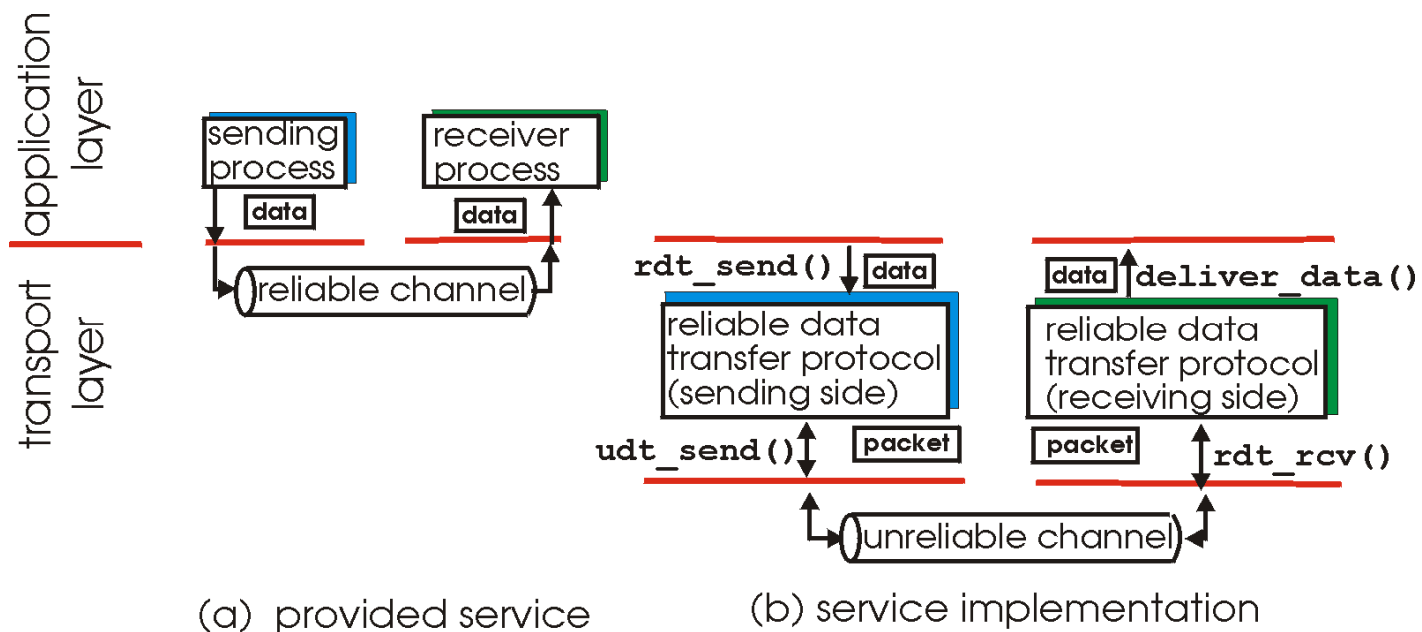 application
layer
transport
layer
sending
process
receiver
process
data
data
reliable channel
(a) provided service
rdt_send()
data
data
deliver_data()
reliable data
transfer protocol
(sending side)
reliable data
transfer protocol
(receiving side)
udt_send()
packet
packet
rdt_rcv()
unreliable channel
(b) service implementation